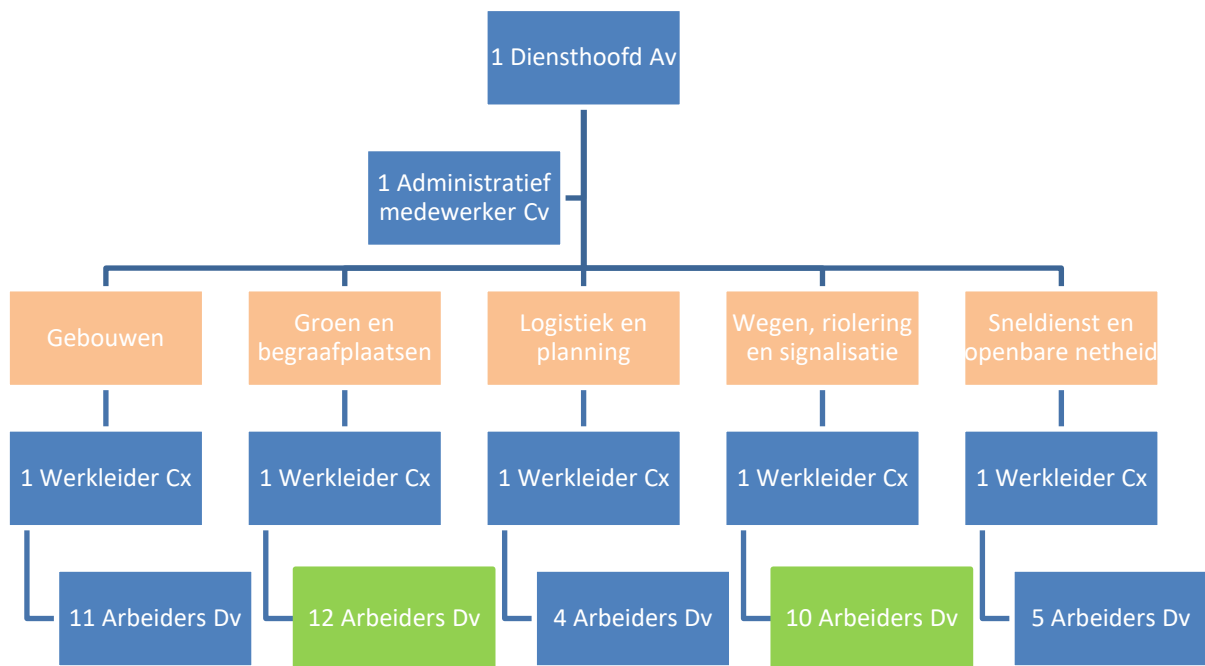 1 Diensthoofd Av
1 Administratief
medewerker Cv
Gebouwen
Groen en
begraafplaatsen
Logistiek en
planning
Wegen, riolering
en signalisatie
Sneldienst en
openbare netheid
1 Werkleider Cx
1 Werkleider Cx
1 Werkleider Cx
1 Werkleider Cx
1 Werkleider Cx
11 Arbeiders Dv
12 Arbeiders Dv
4 Arbeiders Dv
10 Arbeiders Dv
5 Arbeiders Dv